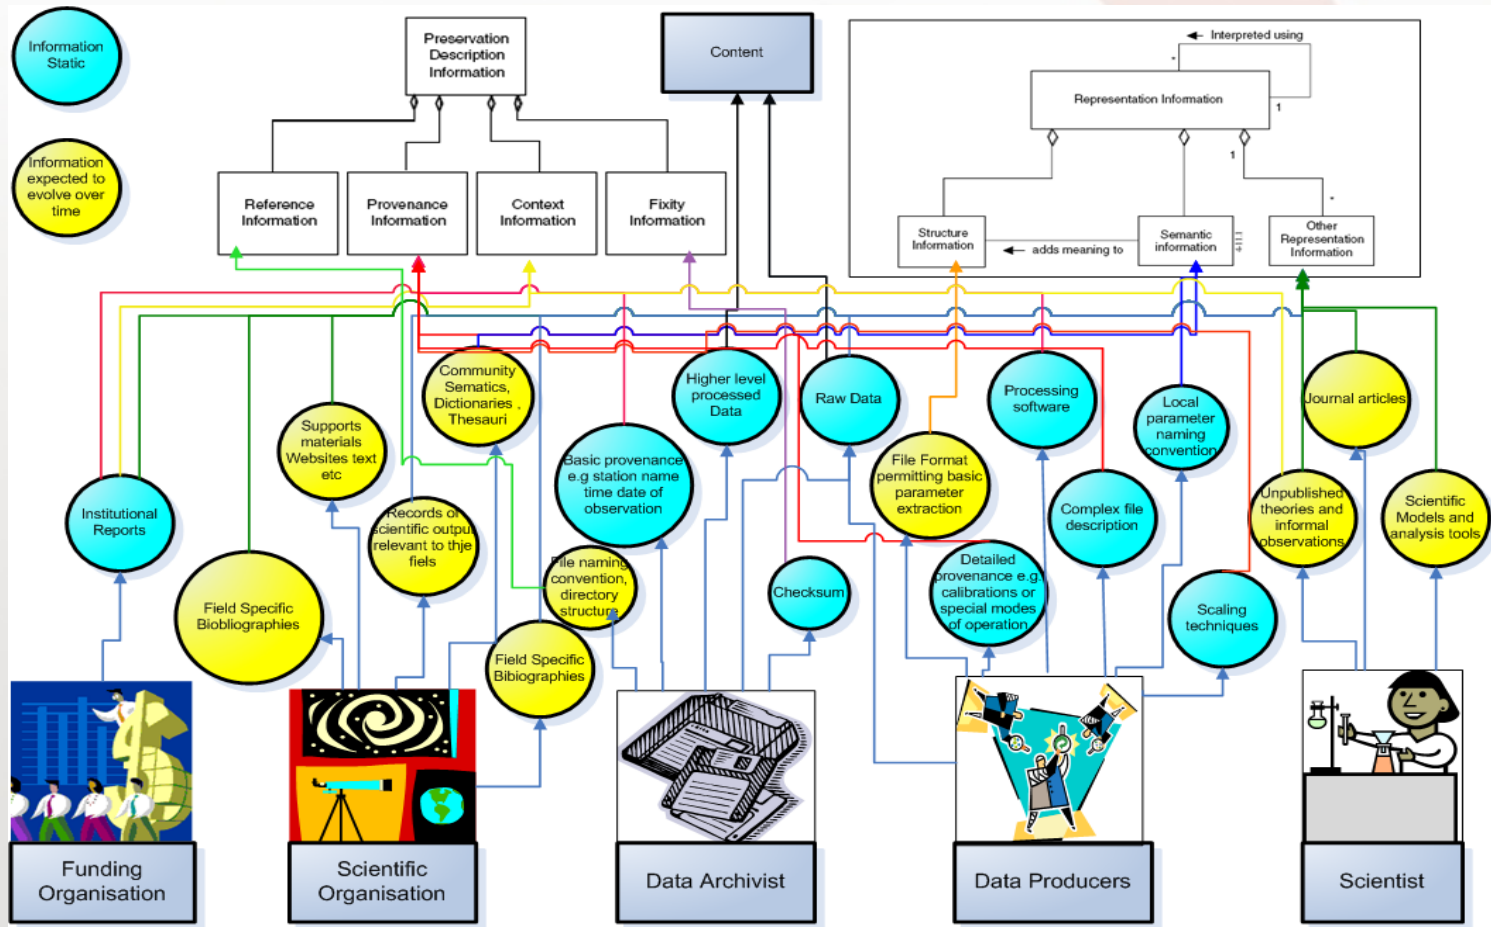 Information
Static
Information
expected to
evolve over
time
Preservation
Description
Information
Content
Interpreted using
*
Representation Information
1
1
*
Reference
Information
Provenance
Information
Context
Information
Fixity
Information
Structure
Information
adds meaning to
Semantic
information
Other
Representation
Information
Community
Sematics,
Dictionaries ,
Thesauri
Higher level
processed
Data
Raw Data
Processing
software
Local
parameter
naming
convention
Journal articles
Supports
materials
Websites text
etc
Basic provenance
e.g station name
time date of
observation
File Format
permitting basic
parameter
extraction
Institutional
Reports
Records of
scientific output
relevant to thje
fiels
Complex file
description
Unpublished
theories and
informal
observations
Scientific
Models and
analysis tools
Field Specific
Biobliographies
File naming
convention,
directory
structure
Checksum
Detailed
provenance e.g.
calibrations or
special modes
of operation
Scaling
techniques
Field Specific
Bibiographies
Funding
Organisation
Scientific
Organisation
Data Archivist
Data Producers
Scientist